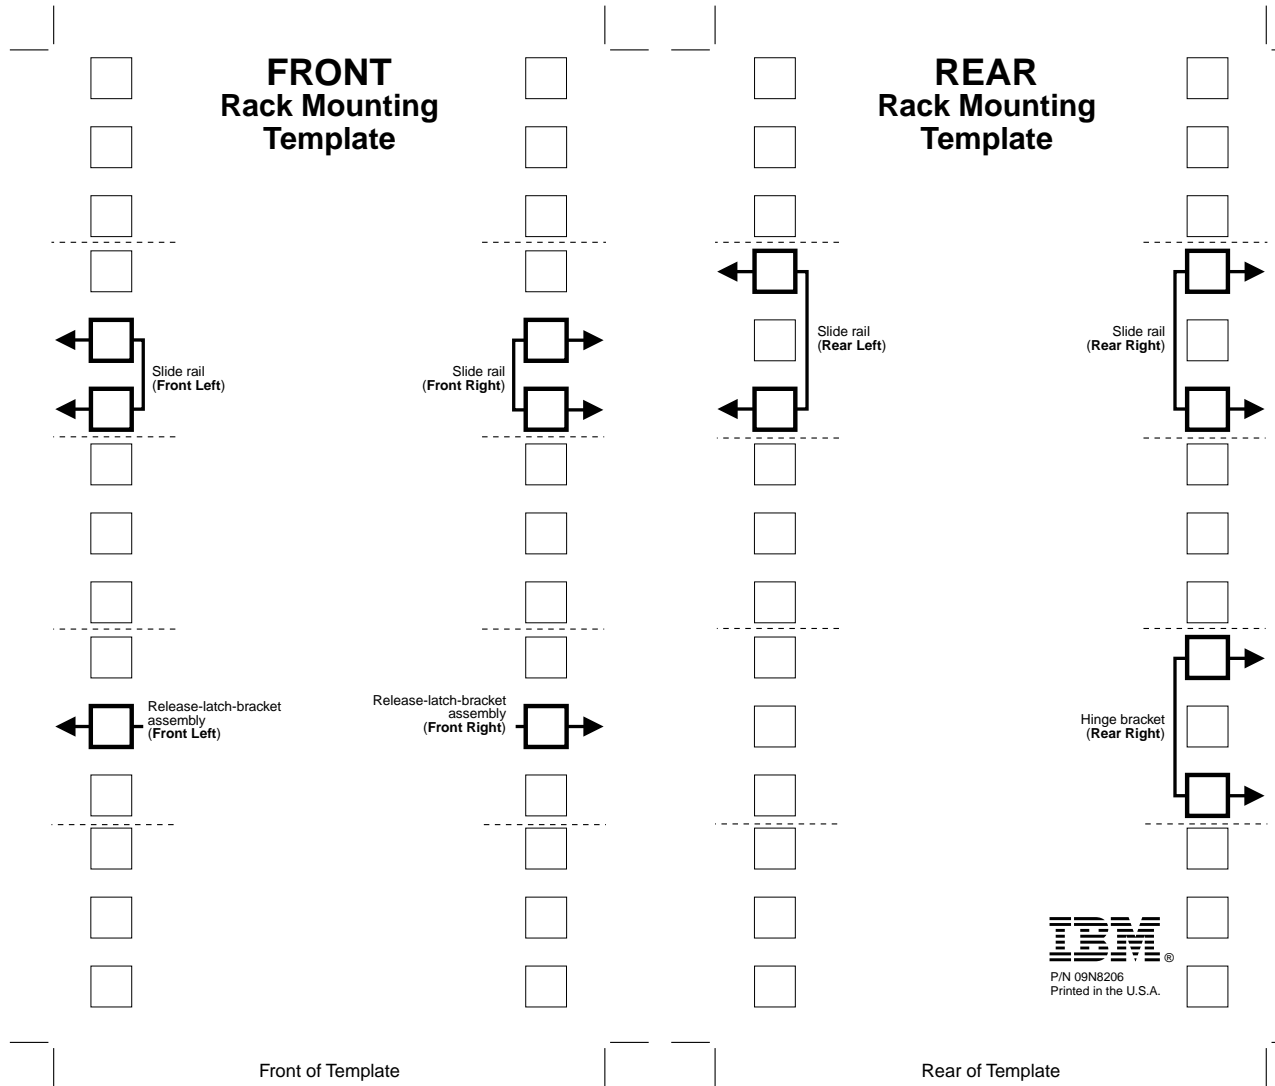 FRONT
Rack Mounting
Template
Slide rail
(Front Left)
Slide rail
(Front Right)
Release-latch-bracket
assembly
(Front Left)
Release-latch-bracket
assembly
(Front Right)
Front of Template
REAR
Rack Mounting
Template
Slide rail
(Rear Left)
Slide rail
(Rear Right)
Hinge bracket
(Rear Right)
IBM®
P/N 09N8206
Printed in the U.S.A.
Rear of Template